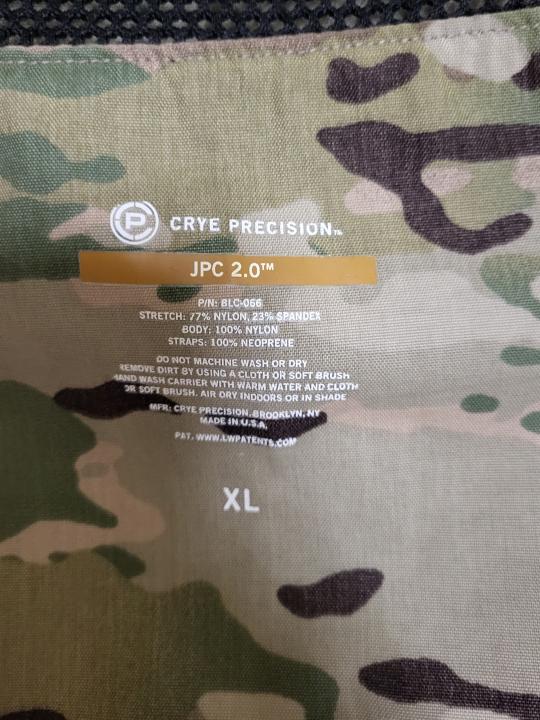 CRYE PRECISION™
JPC 2.0™
P/N: BLC-066
STRETCH: 77% NYLON, 23% SPANDEX
BODY: 100% NYLON
STRAPS: 100% NEOPRENE
DO NOT MACHINE WASH OR DRY
REMOVE DIRT BY USING A CLOTH OR SOFT BRUSH
HAND WASH CARRIER WITH WARM WATER AND CLOTH
OR SOFT BRUSH. AIR DRY INDOORS OR IN SHADE
MFR: CRYE PRECISION, BROOKLYN, NY
MADE IN U.S.A.
PAT. WWW.LWPATENTS.COM
XL